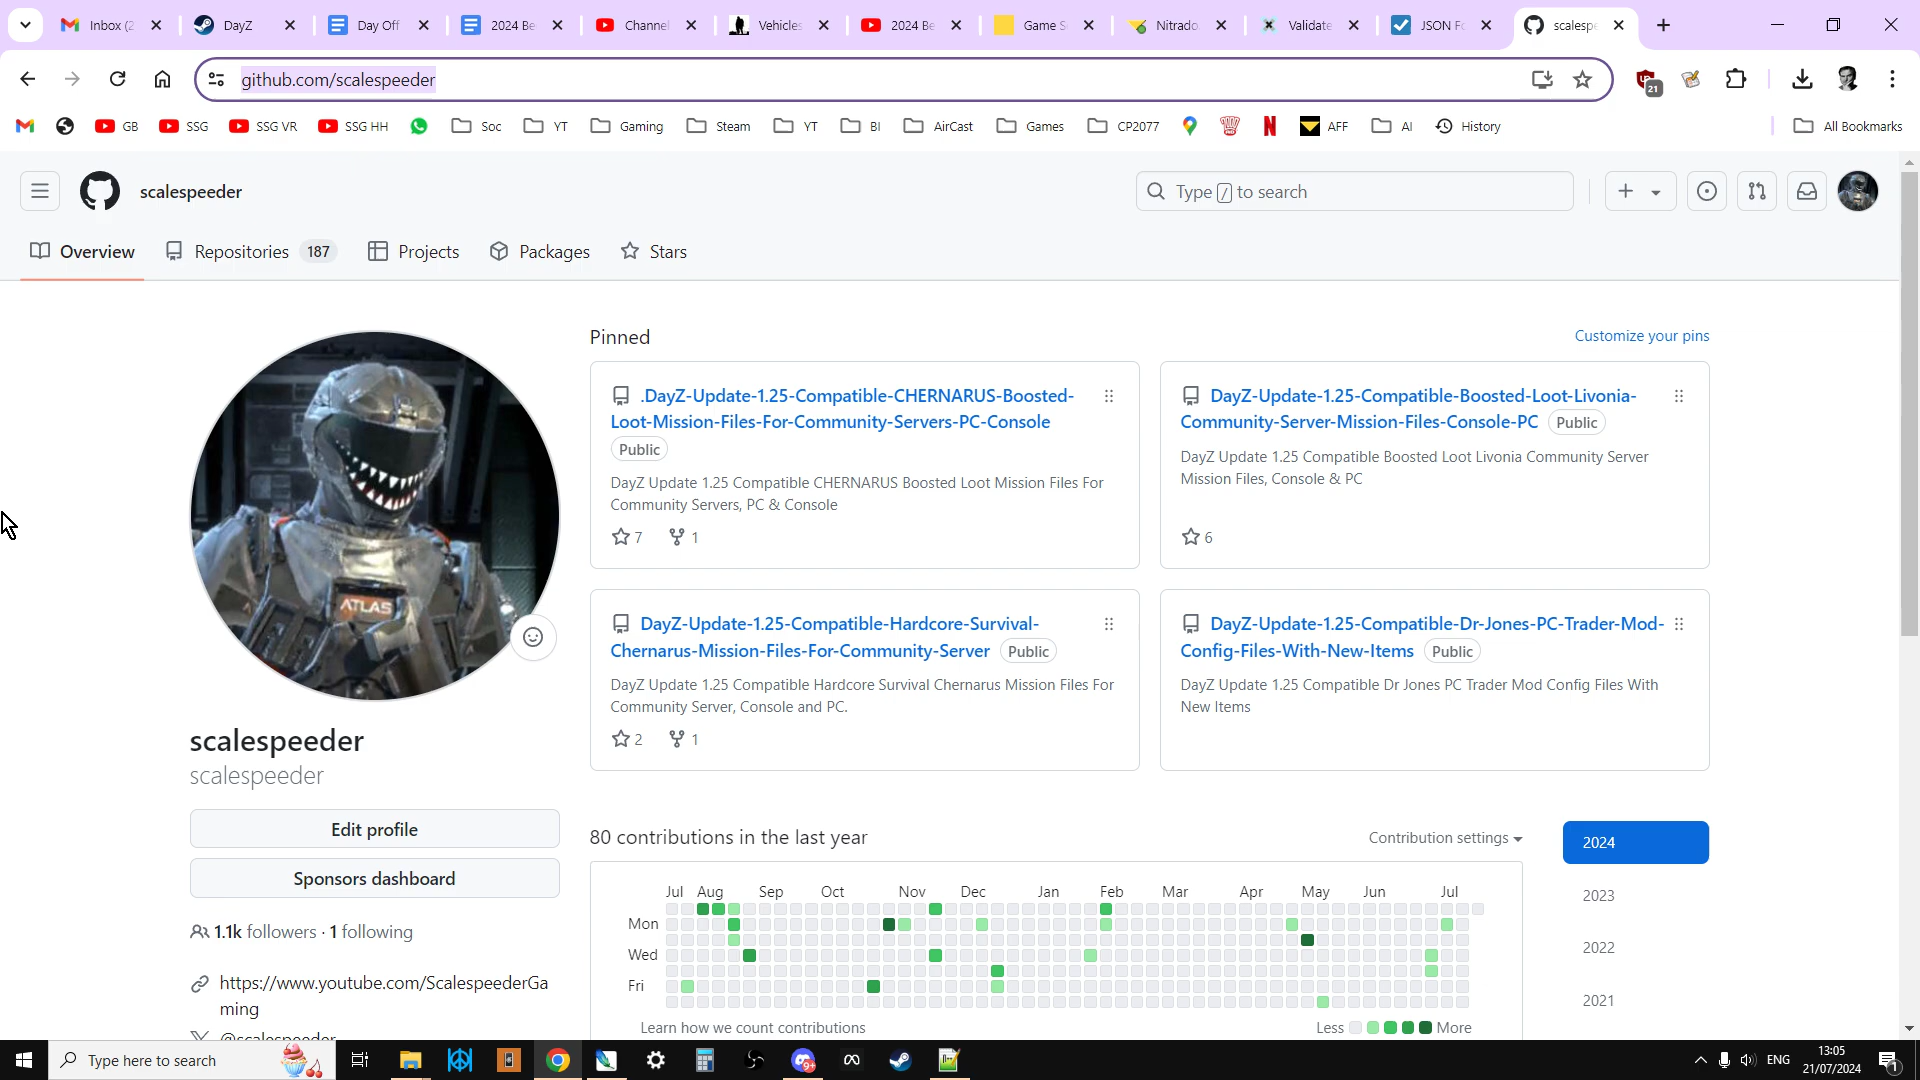 Inbox (2
DayZ
Day Off
2024 Be
Channel
Vehicles
2024 Be
Game S
Nitrado
Validate
JSON Fo
scalespe
github.com/scalespeeder
21
GB
SSG
SSG VR
SSG HH
Soc
YT
Gaming
Steam
YT
BI
AirCast
Games
CP2077
AFF
AI
History
All Bookmarks
scalespeeder
Type / to search
Overview
Repositories 187
Projects
Packages
Stars
Pinned
Customize your pins
.DayZ-Update-1.25-Compatible-CHERNARUS-Boosted-
Loot-Mission-Files-For-Community-Servers-PC-Console
Public
DayZ Update 1.25 Compatible CHERNARUS Boosted Loot Mission Files For
Community Servers, PC & Console
7 1
DayZ-Update-1.25-Compatible-Boosted-Loot-Livonia-
Community-Server-Mission-Files-Console-PC Public
DayZ Update 1.25 Compatible Boosted Loot Livonia Community Server
Mission Files, Console & PC
6
DayZ-Update-1.25-Compatible-Hardcore-Survival-
Chernarus-Mission-Files-For-Community-Server Public
DayZ Update 1.25 Compatible Hardcore Survival Chernarus Mission Files For
Community Server, Console and PC.
2 1
DayZ-Update-1.25-Compatible-Dr-Jones-PC-Trader-Mod-
Config-Files-With-New-Items Public
DayZ Update 1.25 Compatible Dr Jones PC Trader Mod Config Files With
New Items
ATLAS
scalespeeder
scalespeeder
Edit profile
Sponsors dashboard
1.1k followers · 1 following
https://www.youtube.com/ScalespeederGa
ming
@scalespeeder
80 contributions in the last year
Contribution settings
2024
2023
2022
2021
Jul Aug Sep Oct Nov Dec Jan Feb Mar Apr May Jun Jul
Mon
Wed
Fri
Learn how we count contributions
Less More
Type here to search
9+
ENG
13:05
21/07/2024
1